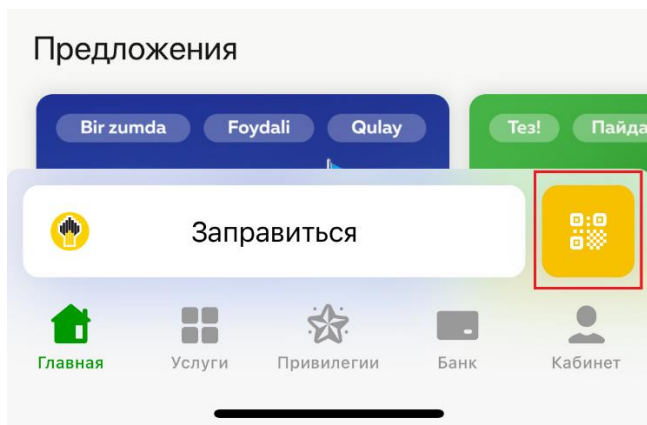 Предложения
Bir zumda Foydali Qulay Тез! Пайда
Заправиться
Главная Услуги Привилегии Банк Кабинет